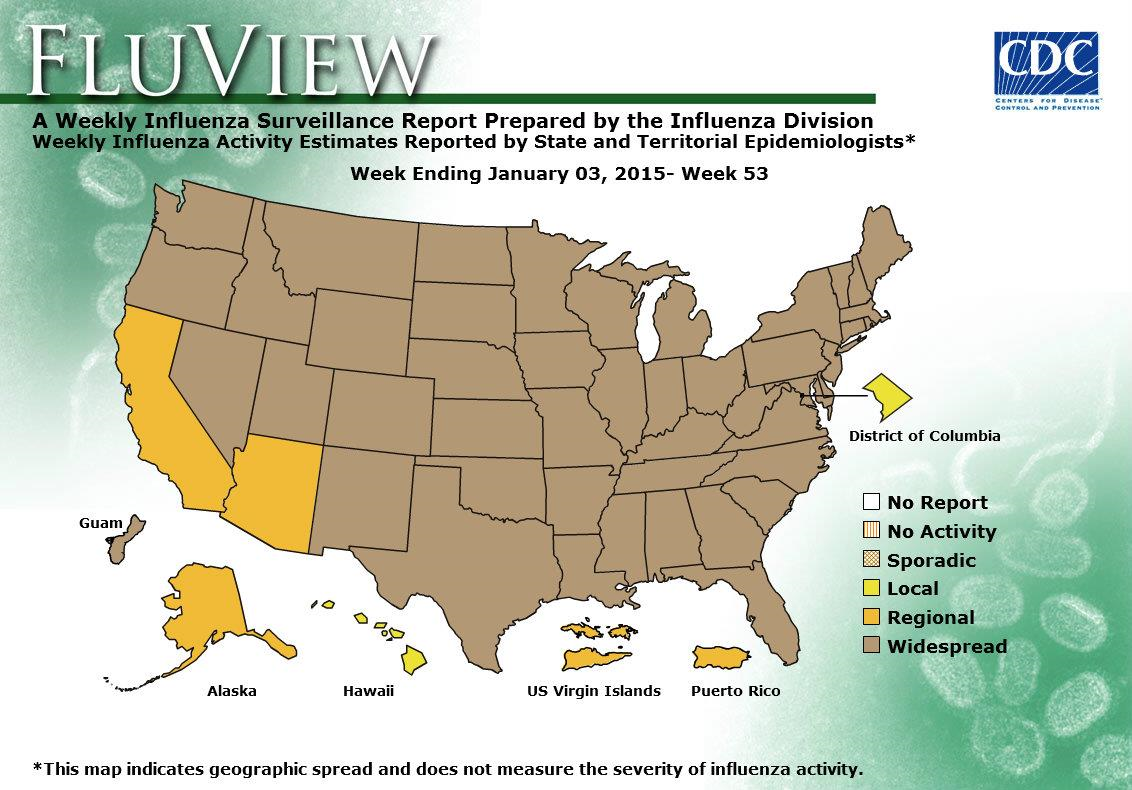 FLUVIEW
CDC
CENTERS FOR DISEASE™
CONTROL AND PREVENTION
A Weekly Influenza Surveillance Report Prepared by the Influenza Division
Weekly Influenza Activity Estimates Reported by State and Territorial Epidemiologists*
Week Ending January 03, 2015- Week 53
District of Columbia
No Report
No Activity
Sporadic
Local
Regional
Widespread
Guam
Alaska
Hawaii
US Virgin Islands
Puerto Rico
*This map indicates geographic spread and does not measure the severity of influenza activity.